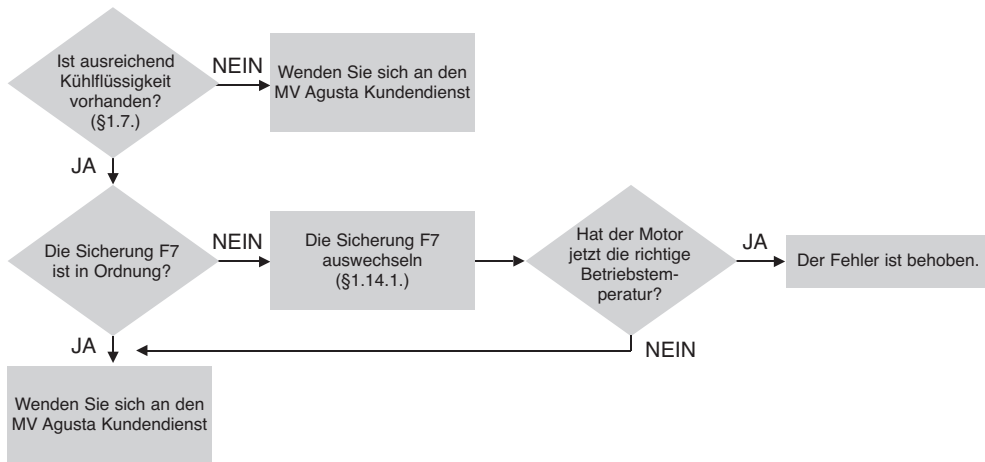 Ist ausreichend
Kühlflüssigkeit
vorhanden?
(§1.7.)
NEIN
Wenden Sie sich an den
MV Agusta Kundendienst
JA
Die Sicherung F7
ist in Ordnung?
NEIN
Die Sicherung F7
auswechseln
(§1.14.1.)
Hat der Motor
jetzt die richtige
Betriebstem-
peratur?
JA
Der Fehler ist behoben.
JA
NEIN
Wenden Sie sich an den
MV Agusta Kundendienst